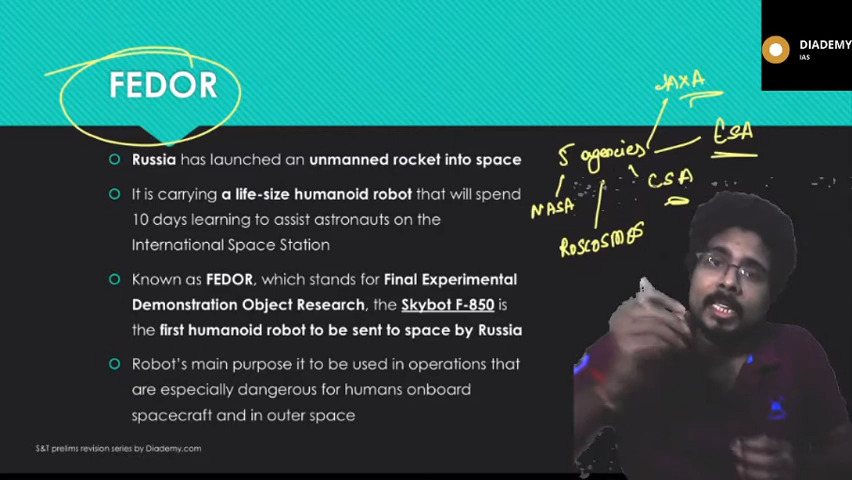 DIADEMY
IAS
FEDOR
Russia has launched an unmanned rocket into space
It is carrying a life-size humanoid robot that will spend
10 days learning to assist astronauts on the
International Space Station
Known as FEDOR, which stands for Final Experimental
Demonstration Object Research, the Skybot F-850 is
the first humanoid robot to be sent to space by Russia
Robot's main purpose it to be used in operations that
are especially dangerous for humans onboard
spacecraft and in outer space
JAXA
5 agencies
ESA
CSA
NASA
ROSCOSMOS
S&T prelims revision series by Diademy.com